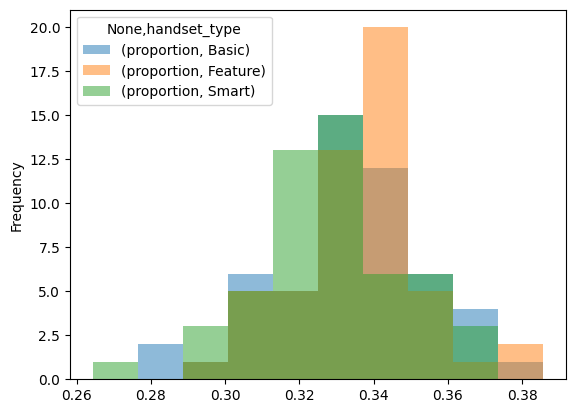 None,handset_type
(proportion, Basic)
(proportion, Feature)
(proportion, Smart)
Frequency
20.0
17.5
15.0
12.5
10.0
7.5
5.0
2.5
0.0
0.26 0.28 0.30 0.32 0.34 0.36 0.38